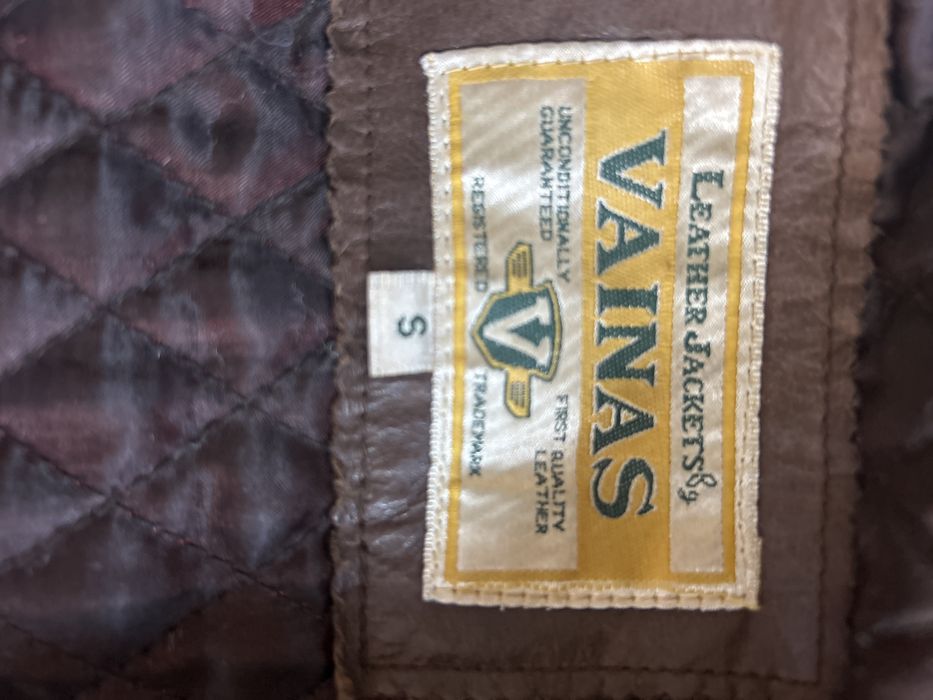 LEATHER JACKETS by
VAINAS
UNCONDITIONALLY
GUARANTEED
FIRST QUALITY
LEATHER
V
REGISTERED TRADEMARK
S